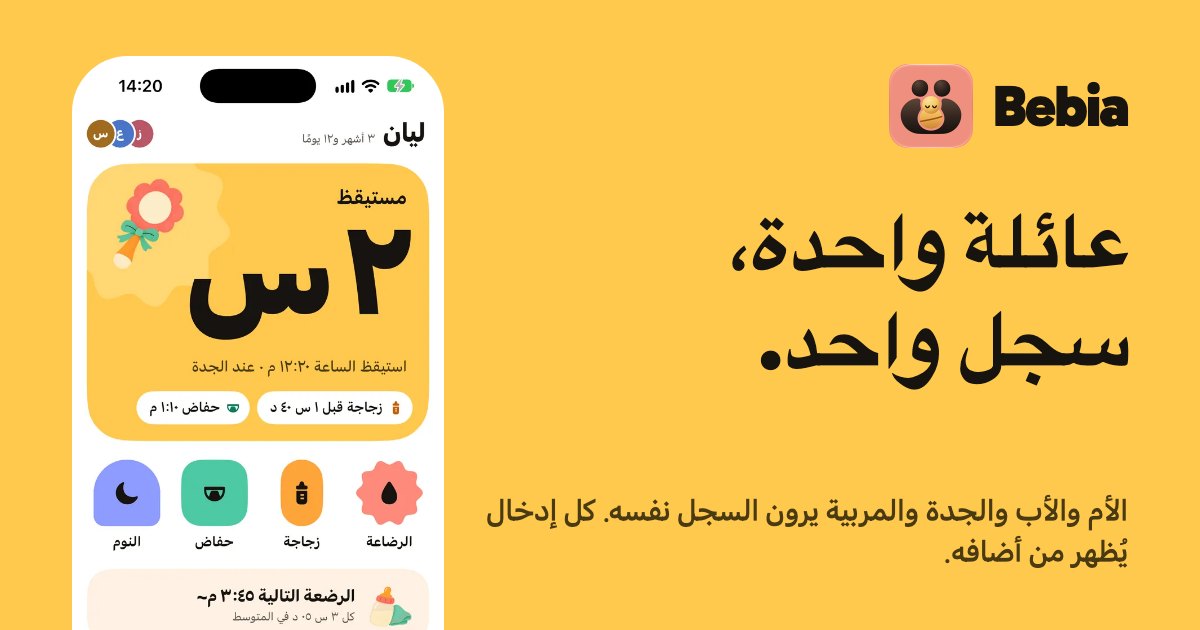 Bebia
عائلة واحدة،
سجل واحد.
الأم والأب والجدة والمربية يرون السجل نفسه. كل إدخال
يُظهر من أضافه.
14:20
ليان ٣ أشهر و١٢ يومًا
ز ع س
مستيقظ
٢ س
استيقظ الساعة ١٢:٢٠ م · عند الجدة
زجاجة قبل ١ س ٤٠ د
حفاض ١:١٠ م
الرضاعة
زجاجة
حفاض
النوم
الرضعة التالية ٣:٤٥ م~
كل ٣ س ٠٥ د في المتوسط